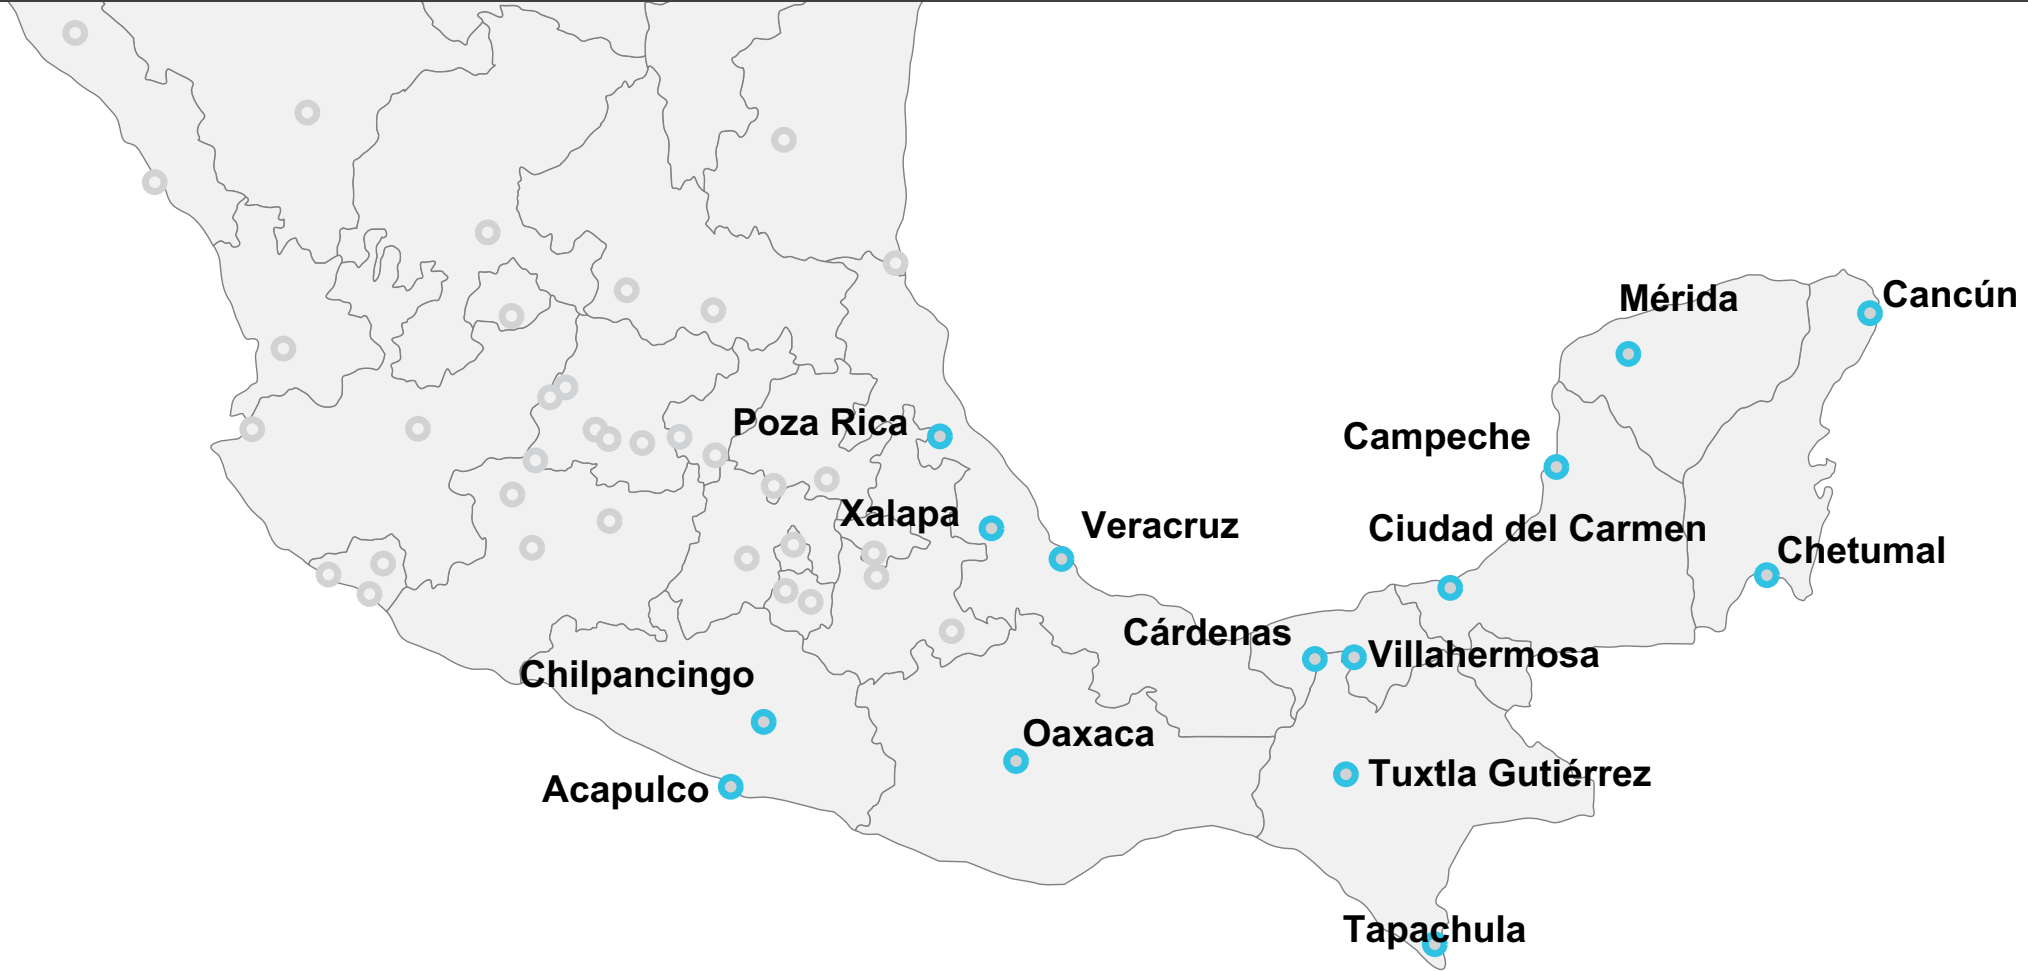 Cancún
Mérida
Poza Rica
Campeche
Xalapa
Veracruz
Ciudad del Carmen
Chetumal
Cárdenas
Villahermosa
Chilpancingo
Oaxaca
Tuxtla Gutiérrez
Acapulco
Tapachula